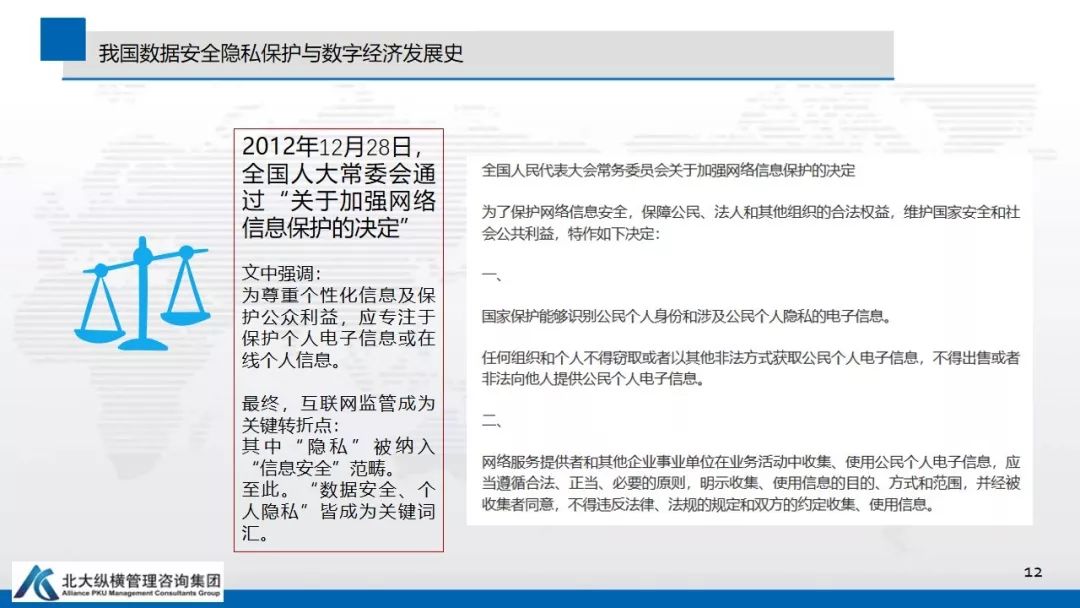 我国数据安全隐私保护与数字经济发展史
2012年12月28日，
全国人大常委会通
过“关于加强网络
信息保护的决定”
文中强调：
为尊重个性化信息及保
护公众利益，应专注于
保护个人电子信息或在
线个人信息。
最终，互联网监管成为
关键转折点：
其中“隐私”被纳入
“信息安全”范畴。
至此。“数据安全、个
人隐私”皆成为关键词
汇。
全国人民代表大会常务委员会关于加强网络信息保护的决定
为了保护网络信息安全，保障公民、法人和其他组织的合法权益，维护国家安全和社
会公共利益，特作如下决定：
一、
国家保护能够识别公民个人身份和涉及公民个人隐私的电子信息。
任何组织和个人不得窃取或者以其他非法方式获取公民个人电子信息，不得出售或者
非法向他人提供公民个人电子信息。
二、
网络服务提供者和其他企业事业单位在业务活动中收集、使用公民个人电子信息，应
当遵循合法、正当、必要的原则，明示收集、使用信息的目的、方式和范围，并经被
收集者同意，不得违反法律、法规的规定和双方的约定收集、使用信息。
北大纵横管理咨询集团
Alliance PKU Management Consultants Group
12